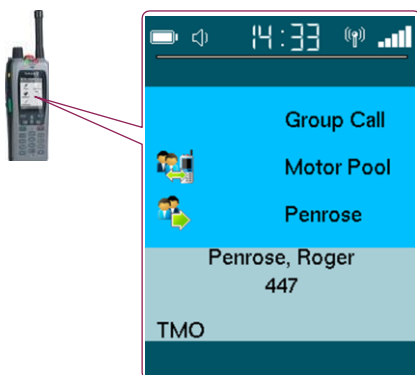 14:33
Group Call
Motor Pool
Penrose
Penrose, Roger
447
TMO